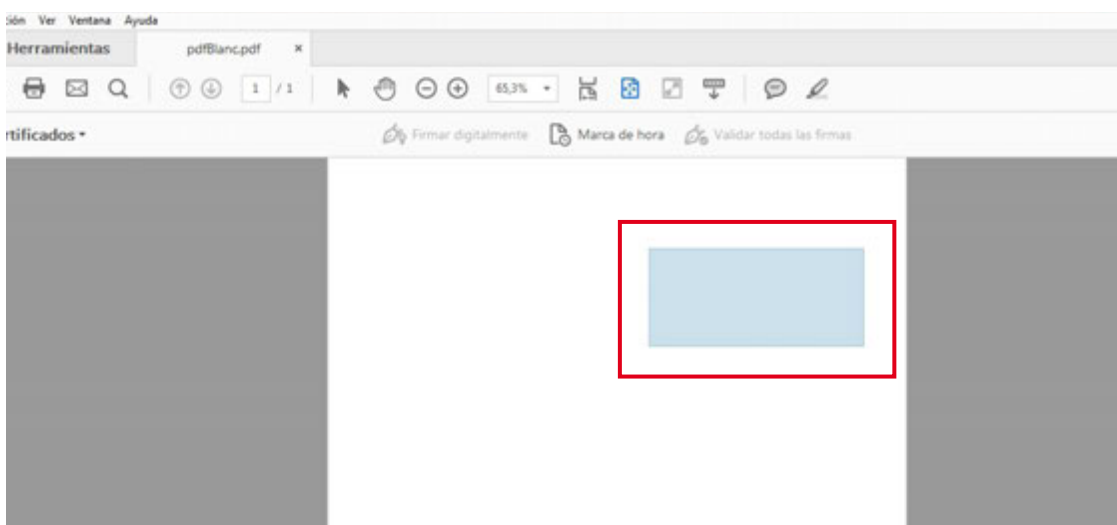 ción Ver Ventana Ayuda
Herramientas pdfBlanc.pdf ×
1 / 1 65,3%
rtificados
Firmar digitalmente Marca de hora Validar todas las firmas